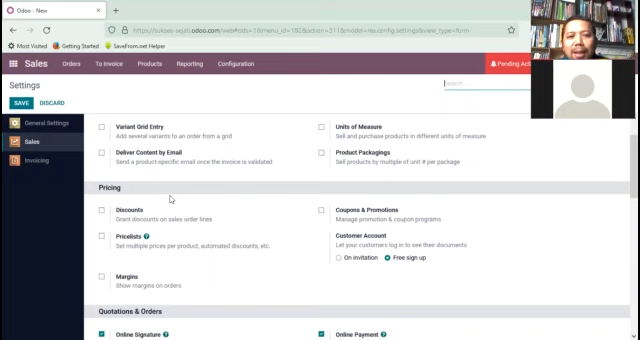 Odoo - New
https://sukses-sejati.odoo.com/web#cids=1&menu_id=182&action=311&model=res.config.settings&view_type=form
Most Visited Getting Started SaveFrom.net Helper
Sales Orders To Invoice Products Reporting Configuration
Settings
Search...
SAVE DISCARD
General Settings
Sales
Invoicing
Variant Grid Entry
Add several variants to an order from a grid
Units of Measure
Sell and purchase products in different units of measure
Deliver Content by Email
Send a product-specific email once the invoice is validated
Product Packagings
Sell products by multiple of unit # per package
Pricing
Discounts
Grant discounts on sales order lines
Coupons & Promotions
Manage promotion & coupon programs
Pricelists
Set multiple prices per product, automated discounts, etc.
Customer Account
Let your customers log in to see their documents
On invitation Free sign up
Margins
Show margins on orders
Quotations & Orders
Online Signature
Online Payment